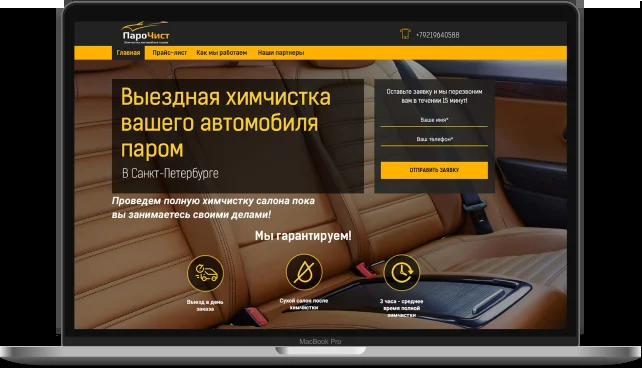 ПароЧист
Химчистка автомобиля паром
+79219640588
Главная Прайс-лист Как мы работаем Наши партнеры
Выездная химчистка
вашего автомобиля
паром
В Санкт-Петербурге
Оставьте заявку и мы перезвоним
вам в течении 15 минут!
Ваше имя*
Ваш телефон*
ОТПРАВИТЬ ЗАЯВКУ
Проведем полную химчистку салона пока
вы занимаетесь своими делами!
Мы гарантируем!
Выезд в день
заказа
Сухой салон после
химчистки
3 часа - среднее
время полной
химчистки
MacBook Pro